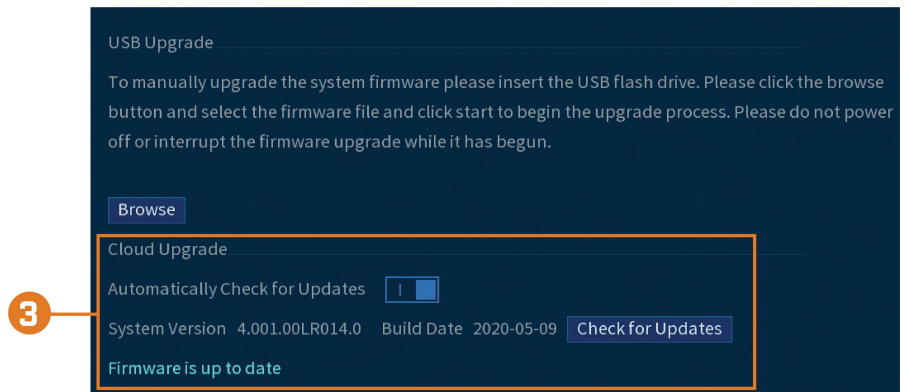 USB Upgrade
To manually upgrade the system firmware please insert the USB flash drive. Please click the browse
button and select the firmware file and click start to begin the upgrade process. Please do not power
off or interrupt the firmware upgrade while it has begun.
Browse
Cloud Upgrade
Automatically Check for Updates
3
System Version 4.001.00LR014.0 Build Date 2020-05-09 Check for Updates
Firmware is up to date